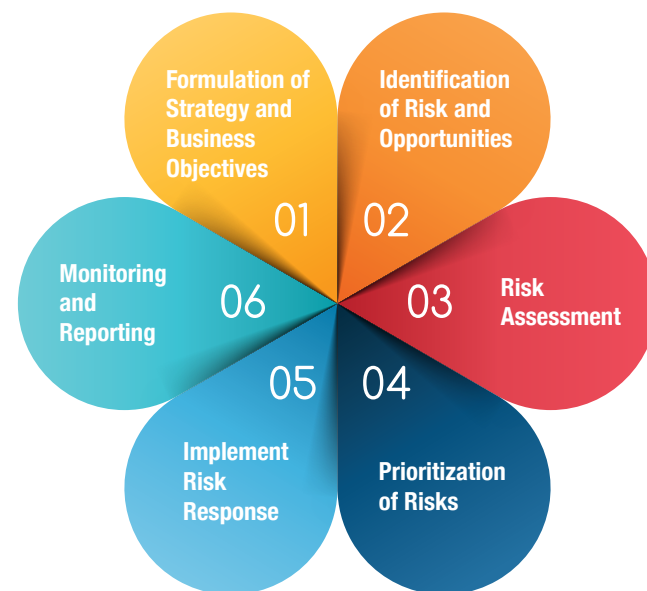 Formulation of
Strategy and
Business
Objectives
01
Identification
of Risk and
Opportunities
02
03
Risk
Assessment
04
Prioritization
of Risks
05
Implement
Risk
Response
06
Monitoring
and
Reporting